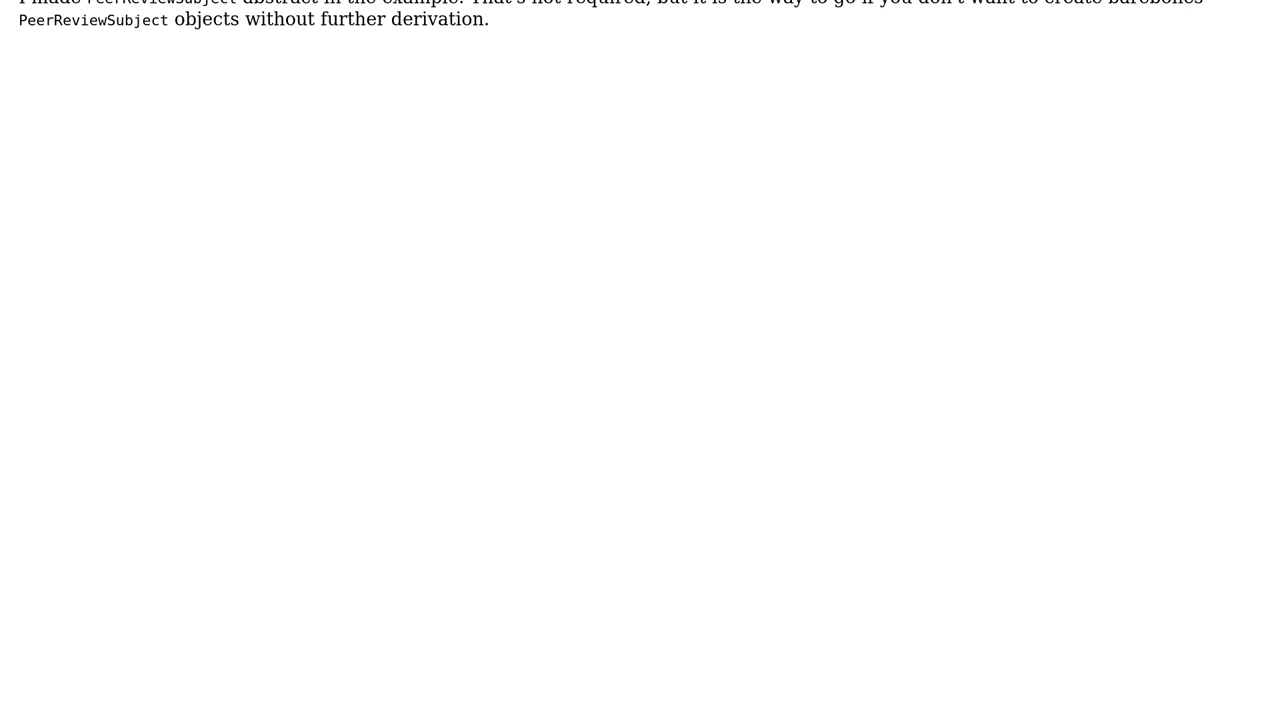 I made PeerReviewSubject abstract in the example. That's not required, but it is the way to go if you don't want to create barebones
PeerReviewSubject objects without further derivation.